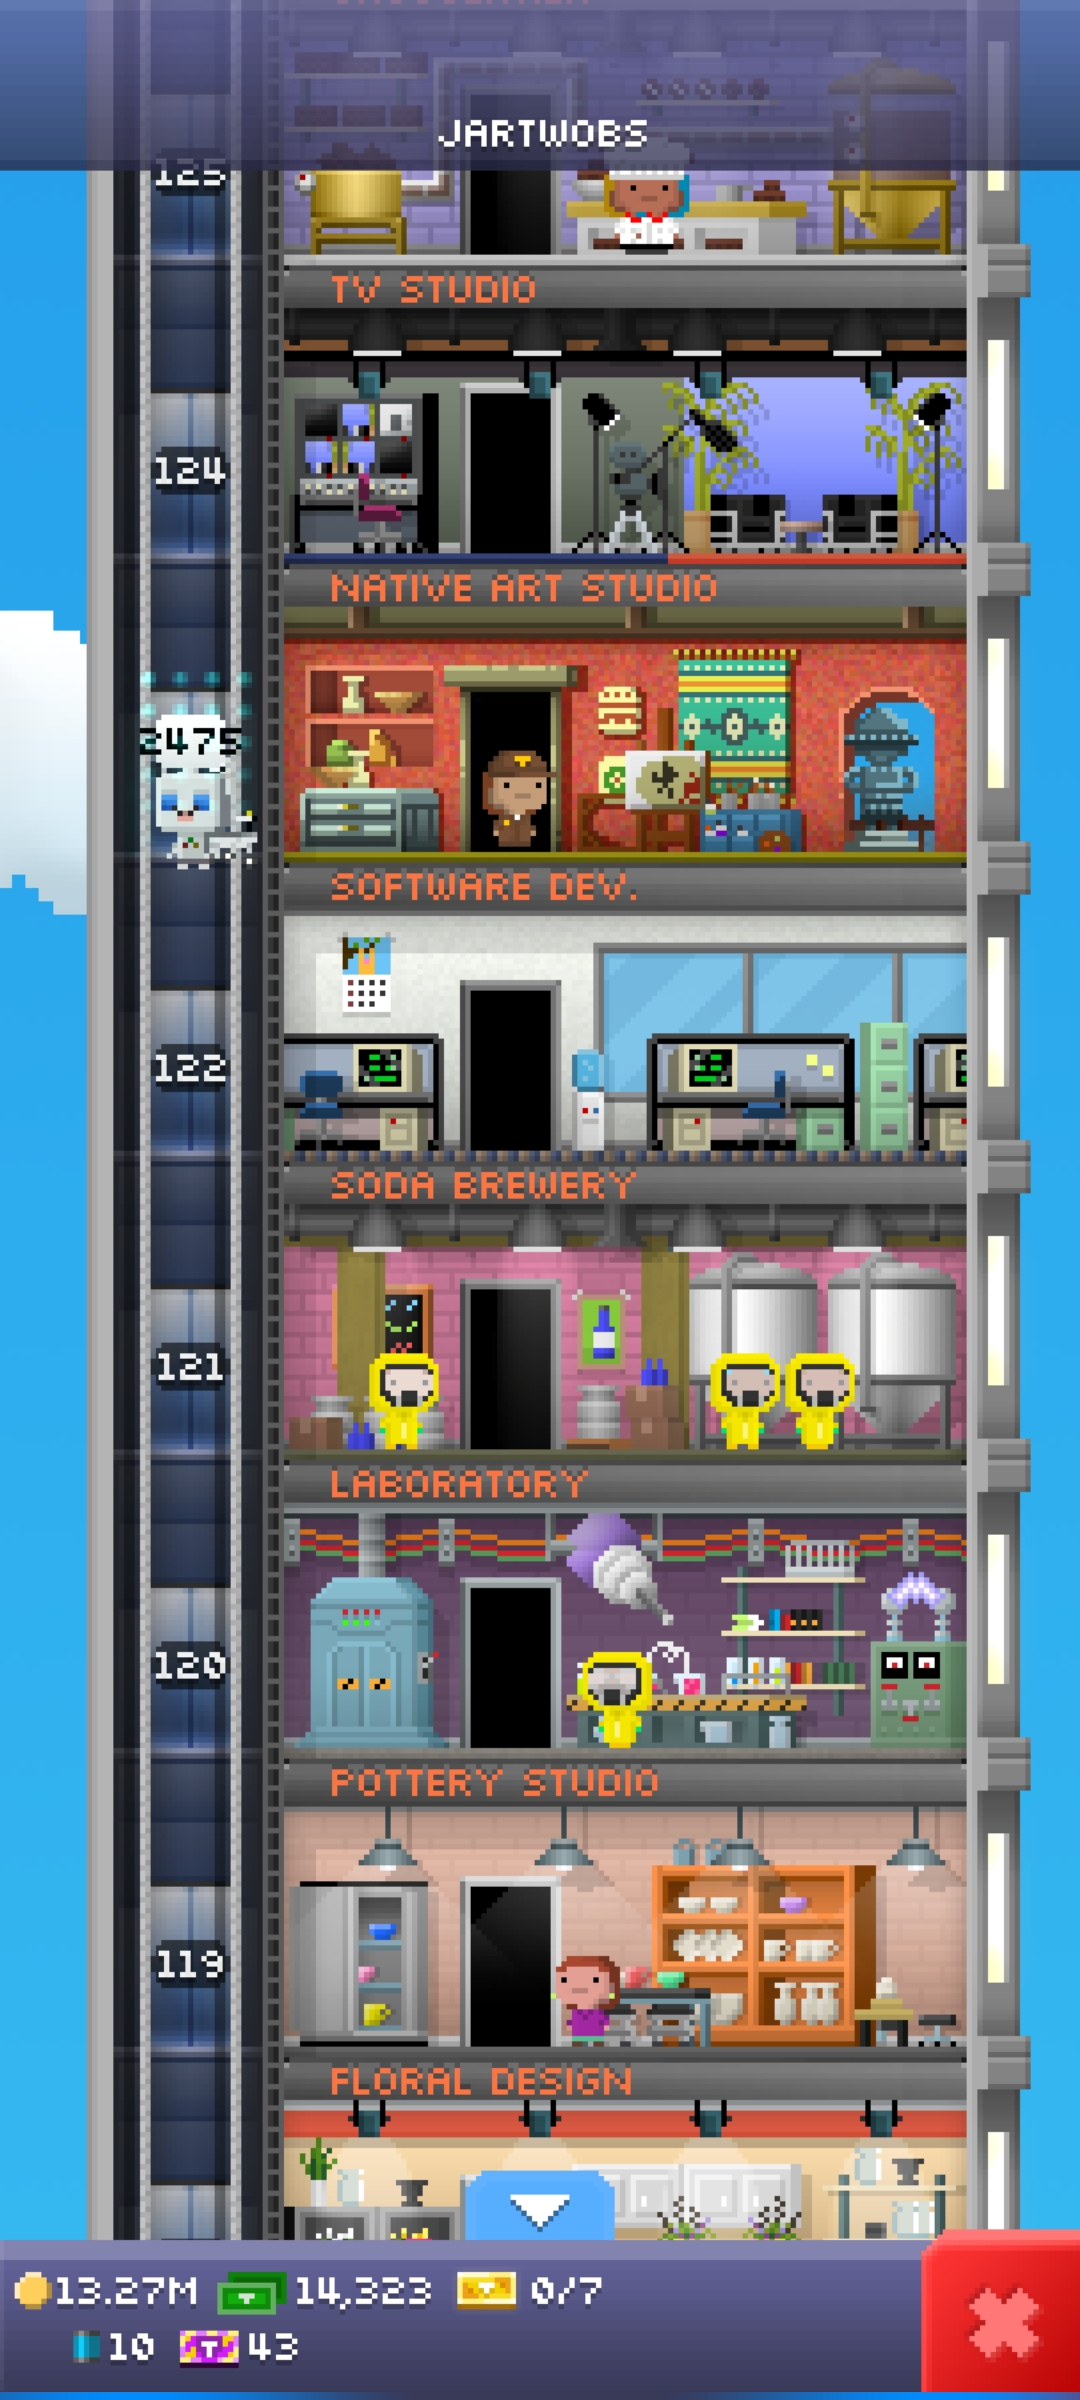 JARTWOBS
125
TV STUDIO
124
NATIVE ART STUDIO
2475
SOFTWARE DEV.
122
SODA BREWERY
121
LABORATORY
120
POTTERY STUDIO
119
FLORAL DESIGN
13.27M 14,323 0/7
10 T 43